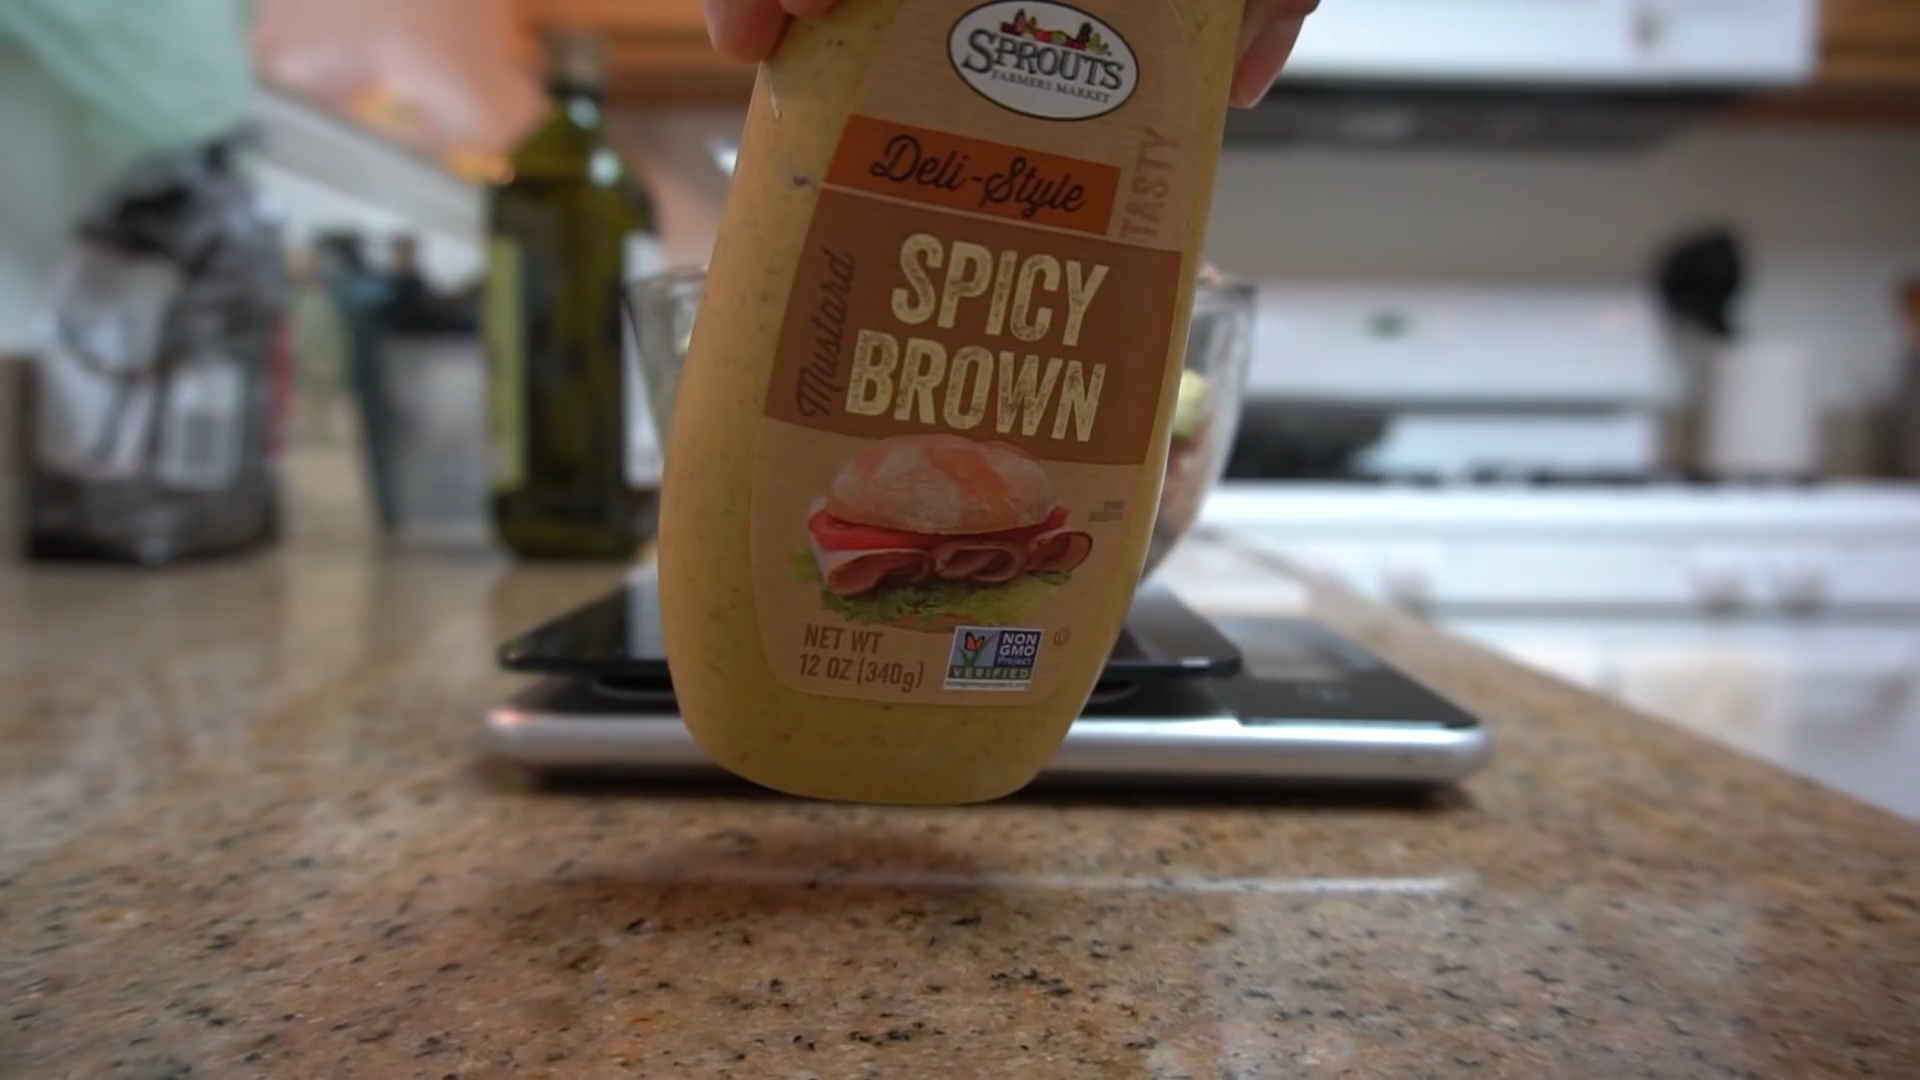 SPROUTS
FARMERS MARKET
Deli-Style
TASTY
Mustard
SPICY
BROWN
NET WT
12 OZ (340g)
NON
GMO
Project
VERIFIED